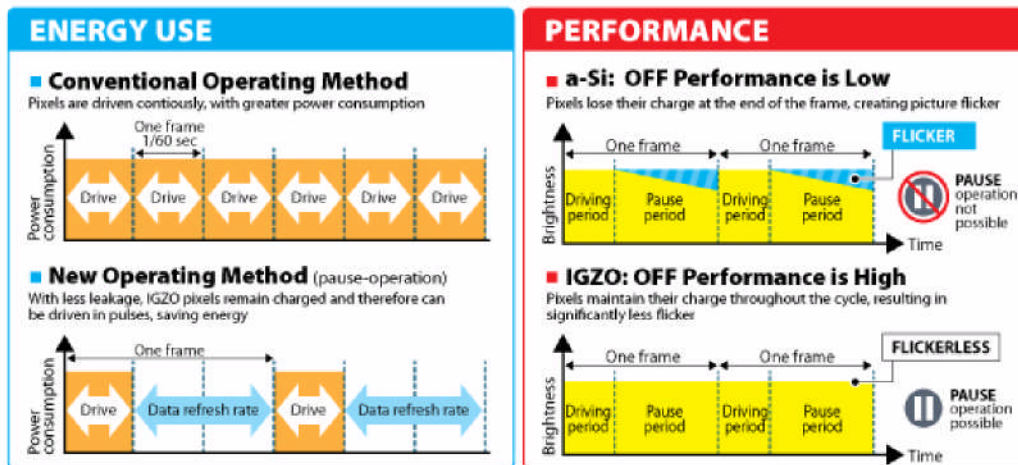 ENERGY USE
Conventional Operating Method
Pixels are driven contiously, with greater power consumption
One frame
1/60 sec
Power
consumption
Drive Drive Drive Drive Drive Drive
New Operating Method (pause-operation)
With less leakage, IGZO pixels remain charged and therefore can
be driven in pulses, saving energy
One frame
Power
consumption
Drive Data refresh rate Drive Data refresh rate
PERFORMANCE
a-Si: OFF Performance is Low
Pixels lose their charge at the end of the frame, creating picture flicker
FLICKER
One frame One frame
Brightness
Driving
period
Pause
period
Driving
period
Pause
period
Time
PAUSE
operation
not
possible
IGZO: OFF Performance is High
Pixels maintain their charge throughout the cycle, resulting in
significantly less flicker
FLICKERLESS
One frame One frame
Brightness
Driving
period
Pause
period
Driving
period
Pause
period
Time
PAUSE
operation
possible